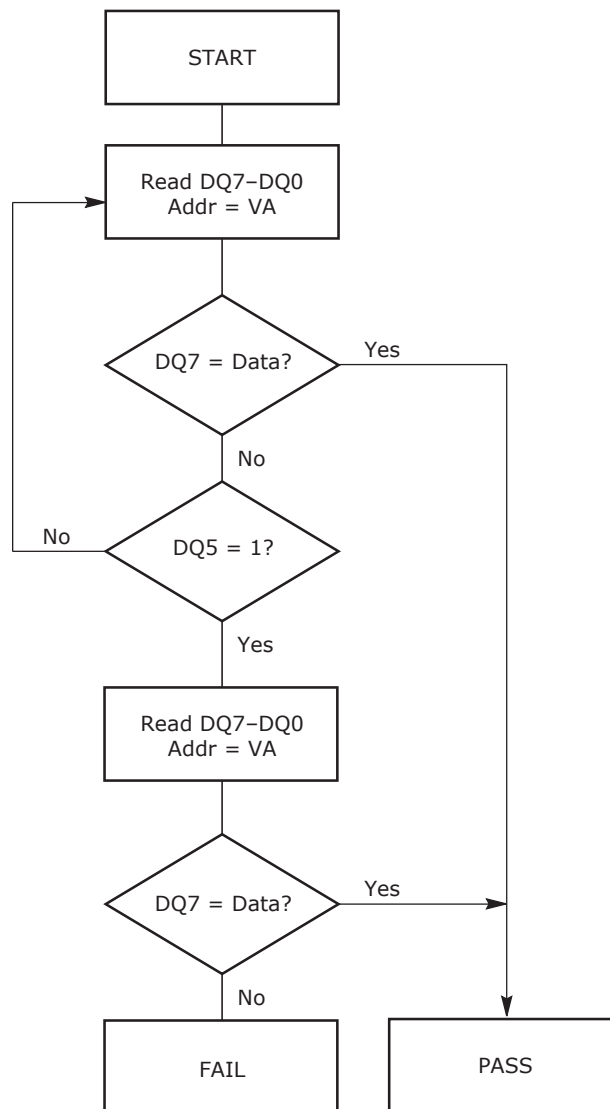 START
Read DQ7–DQ0
Addr = VA
DQ7 = Data?
Yes
No
No
DQ5 = 1?
Yes
Read DQ7–DQ0
Addr = VA
DQ7 = Data?
Yes
No
FAIL
PASS